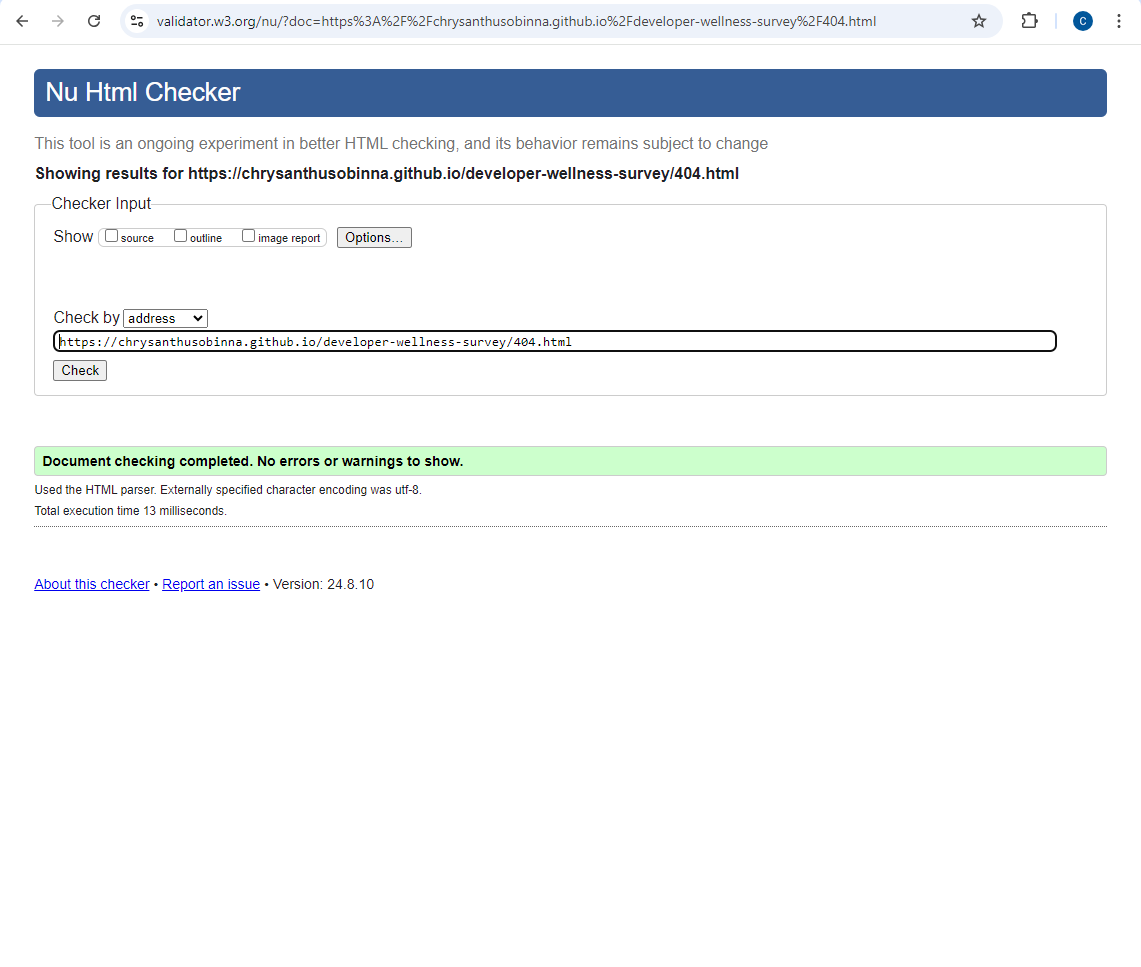 validator.w3.org/nu/?doc=https%3A%2F%2Fchrysanthusobinna.github.io%2Fdeveloper-wellness-survey%2F404.html
C
Nu Html Checker
This tool is an ongoing experiment in better HTML checking, and its behavior remains subject to change
Showing results for https://chrysanthusobinna.github.io/developer-wellness-survey/404.html
Checker Input
Show source outline image report Options...
Check by address
https://chrysanthusobinna.github.io/developer-wellness-survey/404.html
Check
Document checking completed. No errors or warnings to show.
Used the HTML parser. Externally specified character encoding was utf-8.
Total execution time 13 milliseconds.
About this checker • Report an issue • Version: 24.8.10